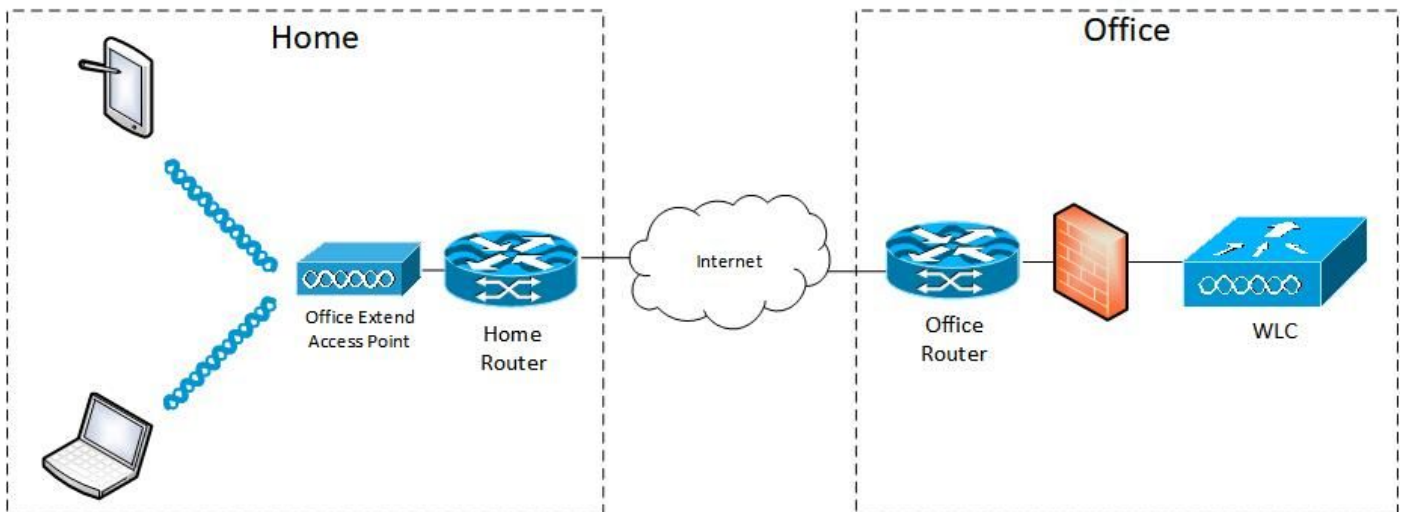 Home
Office
Internet
Office Extend
Access Point
Home
Router
Office
Router
WLC